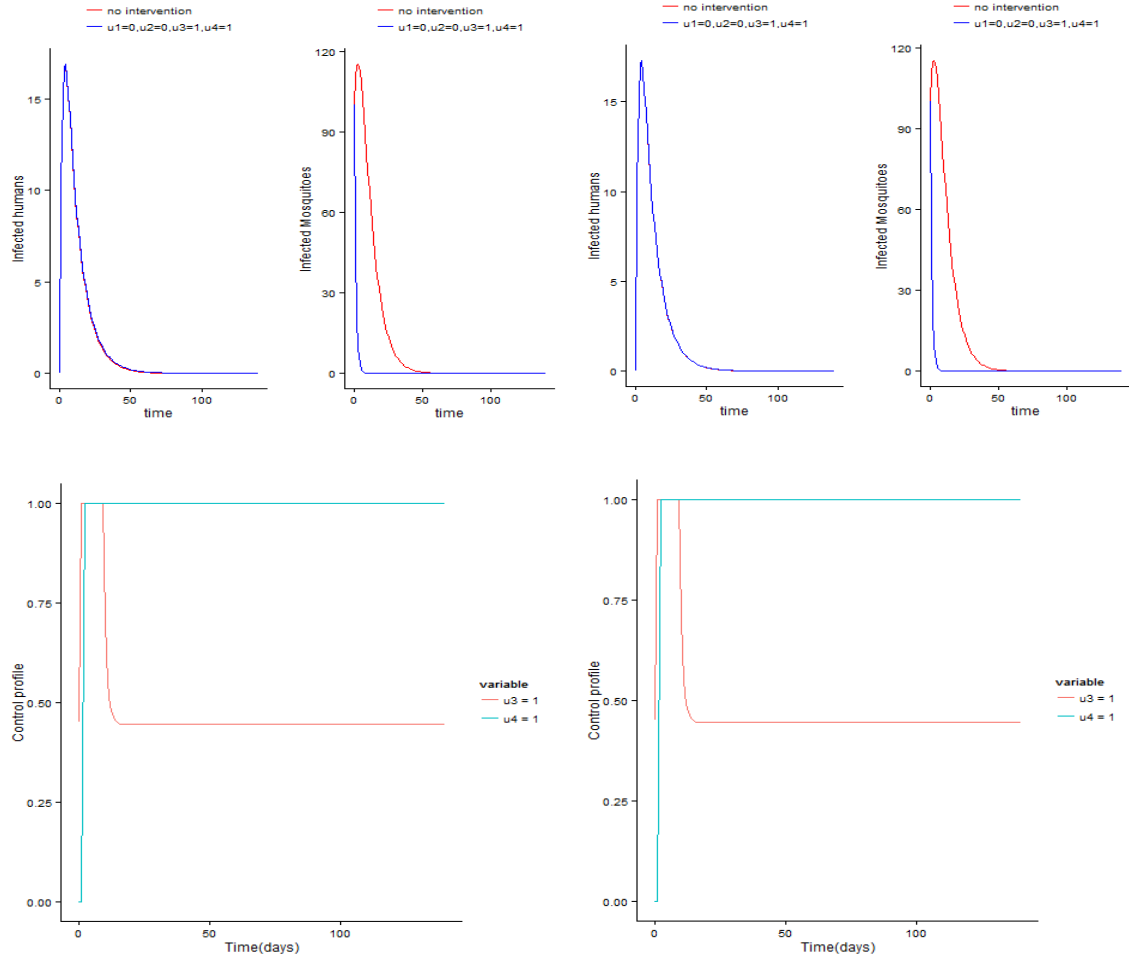 no intervention
u1=0,u2=0,u3=1,u4=1
Infected humans
15
10
5
0
0
50
100
time
no intervention
u1=0,u2=0,u3=1,u4=1
Infected Mosquitoes
120
90
60
30
0
0
50
100
time
no intervention
u1=0,u2=0,u3=1,u4=1
Infected humans
15
10
5
0
0
50
100
time
no intervention
u1=0,u2=0,u3=1,u4=1
Infected Mosquitoes
120
90
60
30
0
0
50
100
time
Control profile
1.00
0.75
0.50
0.25
0.00
0
50
100
Time(days)
variable
u3 = 1
u4 = 1
Control profile
1.00
0.75
0.50
0.25
0.00
0
50
100
Time(days)
variable
u3 = 1
u4 = 1